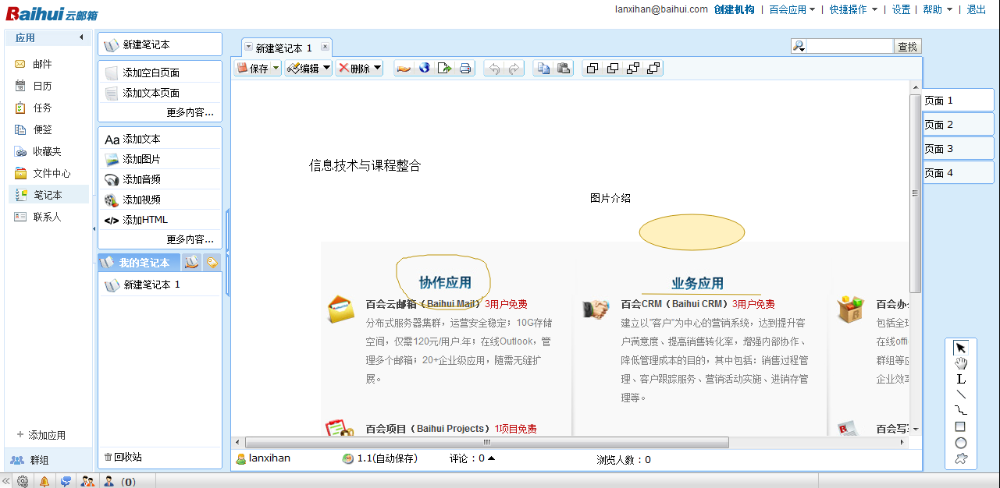 Baihui云邮箱
lanxihan@baihui.com 创建机构 | 百会应用 | 快捷操作 | 设置 | 帮助 | 退出
应用
邮件
日历
任务
便签
收藏夹
文件中心
笔记本
联系人
添加应用
群组
新建笔记本
添加空白页面
添加文本页面
更多内容...
Aa 添加文本
添加图片
添加音频
添加视频
</> 添加HTML
更多内容...
我的笔记本
新建笔记本 1
回收站
新建笔记本 1
查找
保存 编辑 删除
信息技术与课程整合
图片介绍
协作应用
百会云邮箱（Baihui Mail）3用户免费
分布式服务器集群，运营安全稳定；10G存储
空间，仅需120元/用户.年；在线Outlook，管
理多个邮箱；20+企业级应用，随需无缝扩
展。
百会项目（Baihui Projects）1项目免费
业务应用
百会CRM（Baihui CRM）3用户免费
建立以"客户"为中心的营销系统，达到提升客
户满意度、提高销售转化率，增强内部协作、
降低管理成本的目的，其中包括：销售过程管
理、客户跟踪服务、营销活动实施、进销存管
理等。
百会办
包括全
在线offi
群组等
企业效
百会写
页面 1
页面 2
页面 3
页面 4
L
lanxihan
1.1(自动保存)
评论：0
浏览人数：0
(0)